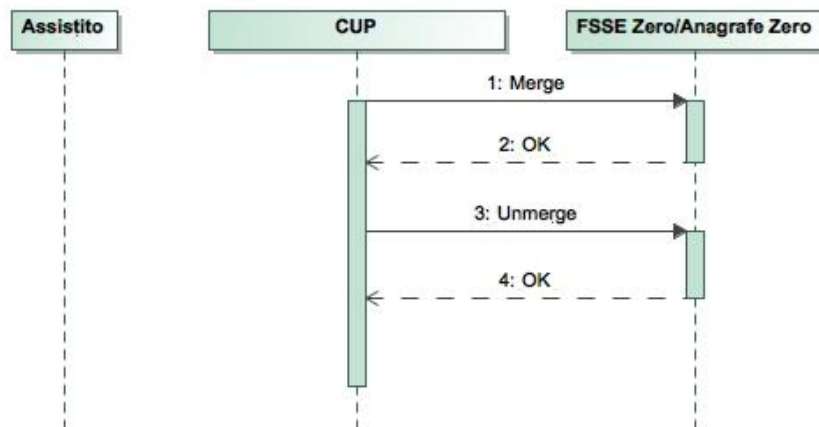 Assistito
CUP
FSSE Zero/Anagrafe Zero
1: Merge
2: OK
3: Unmerge
4: OK